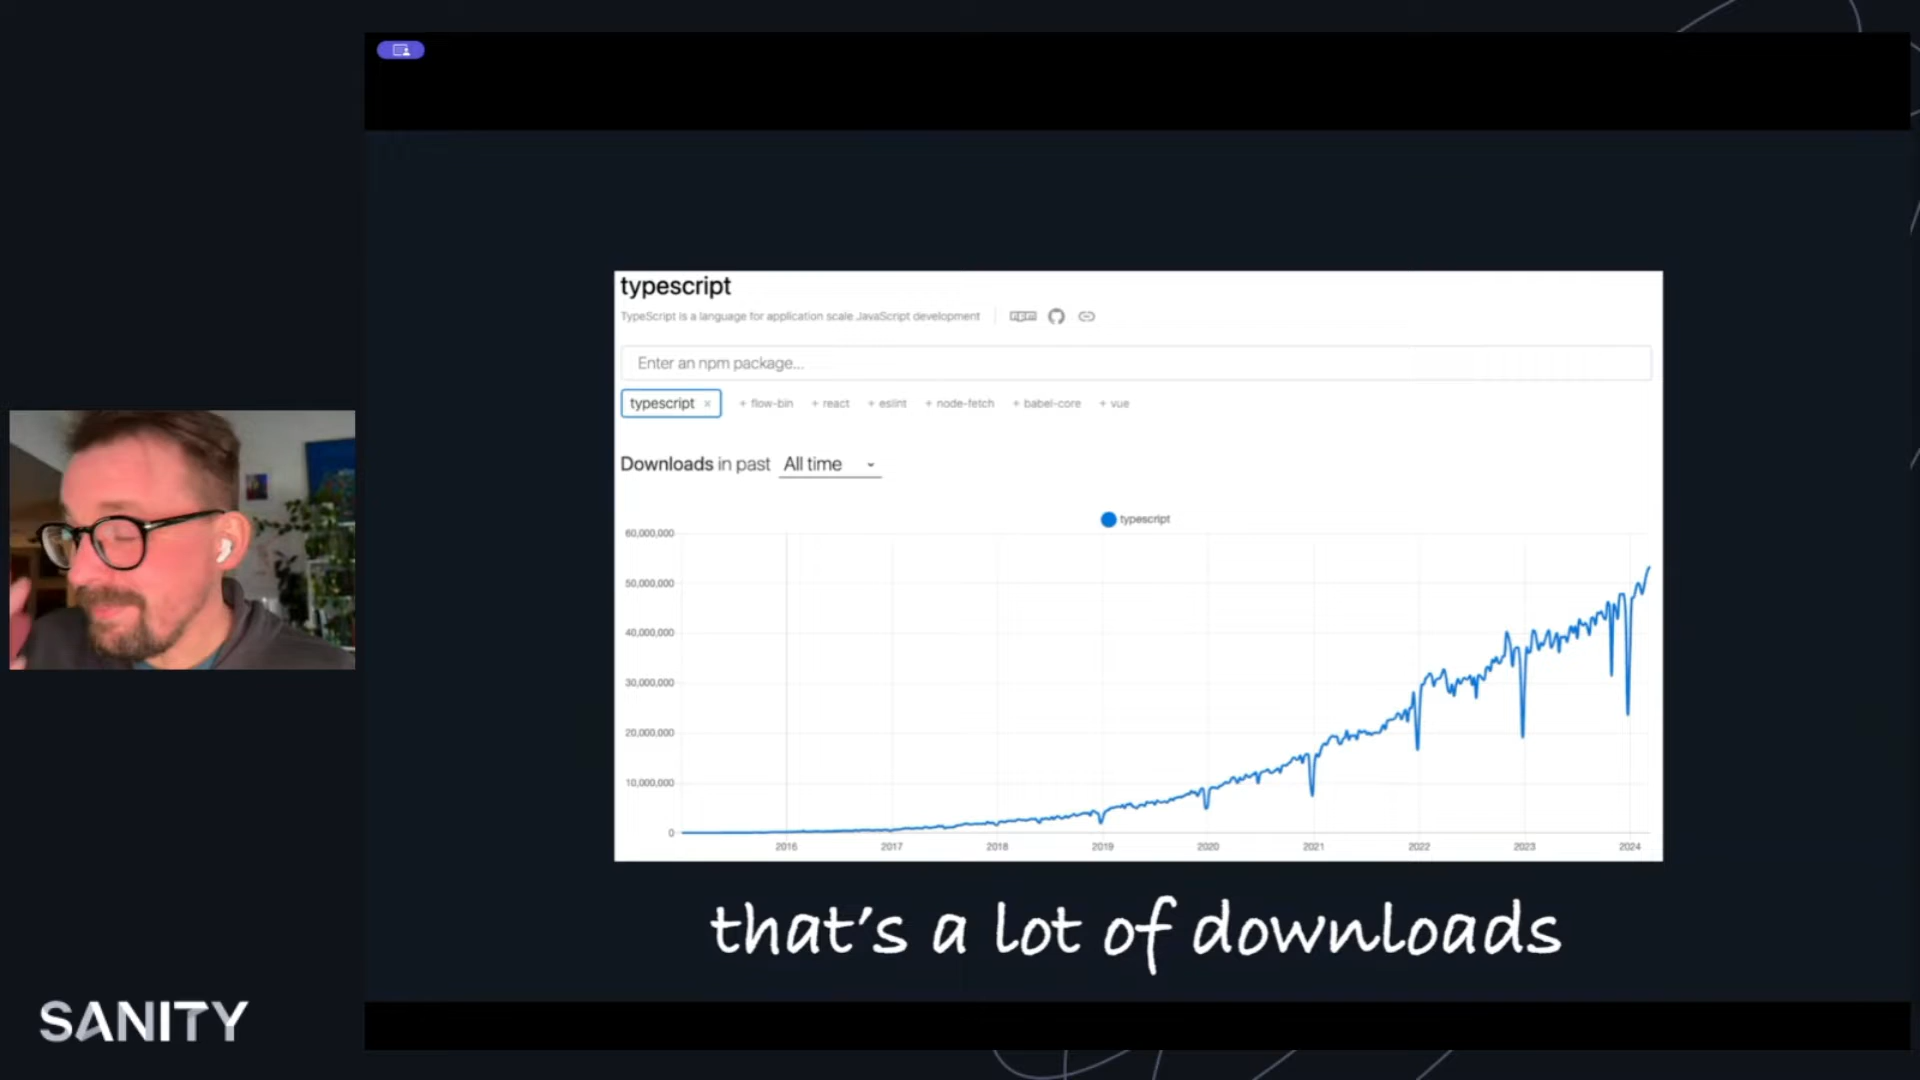 typescript
TypeScript is a language for application scale JavaScript development
Enter an npm package...
typescript × + flow-bin + react + eslint + node-fetch + babel-core + vue
Downloads in past All time
typescript
60,000,000
50,000,000
40,000,000
30,000,000
20,000,000
10,000,000
0
2016 2017 2018 2019 2020 2021 2022 2023 2024
that's a lot of downloads
SANITY